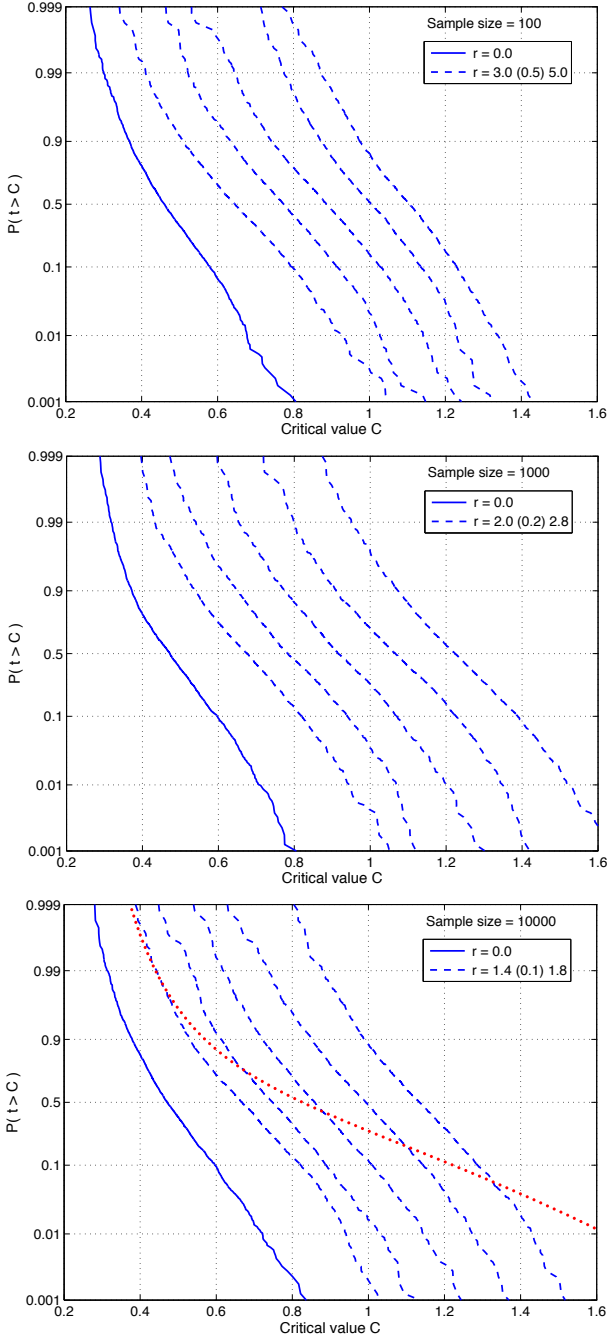 0.999
Sample size = 100
r = 0.0
r = 3.0 (0.5) 5.0
0.99
0.9
P( t > C )
0.5
0.1
0.01
0.001
0.2 0.4 0.6 0.8 1 1.2 1.4 1.6
Critical value C
0.999
Sample size = 1000
r = 0.0
r = 2.0 (0.2) 2.8
0.99
0.9
P( t > C )
0.5
0.1
0.01
0.001
0.2 0.4 0.6 0.8 1 1.2 1.4 1.6
Critical value C
0.999
Sample size = 10000
r = 0.0
r = 1.4 (0.1) 1.8
0.99
0.9
P( t > C )
0.5
0.1
0.01
0.001
0.2 0.4 0.6 0.8 1 1.2 1.4 1.6
Critical value C